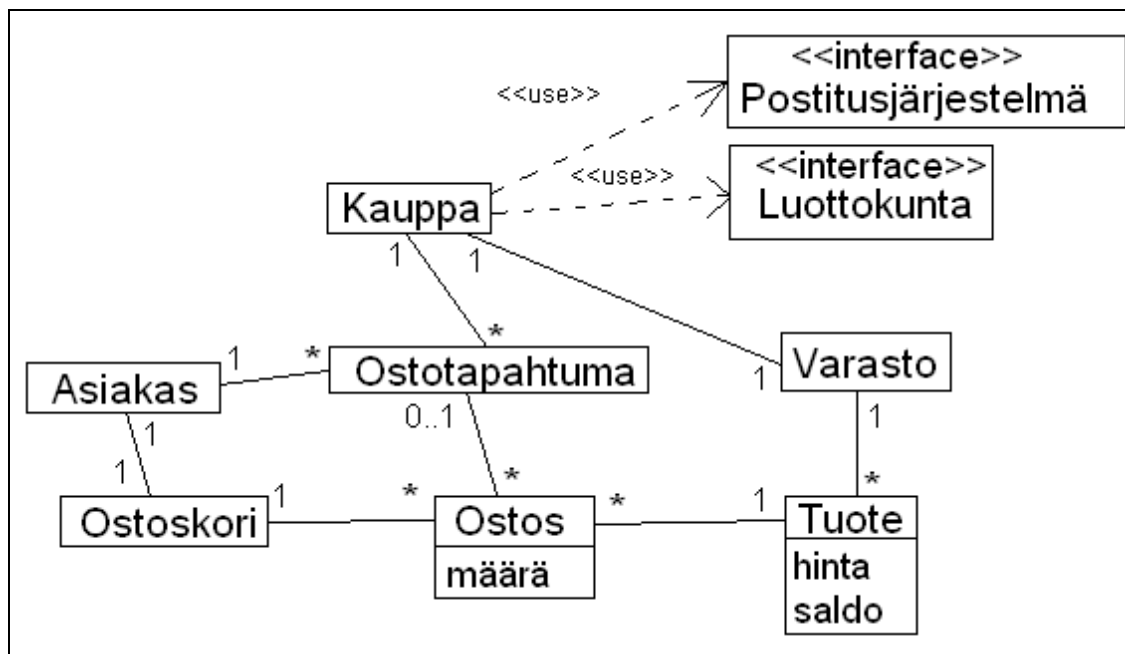 <<interface>>
Postitusjärjestelmä
<<use>>
<<interface>>
Luottokunta
<<use>>
Kauppa
1
1
*
1
*
Ostotapahtuma
0..1
Varasto
1
1
Asiakas
1
1
*
*
Ostoskori
1
*
Ostos
määrä
*
1
Tuote
hinta
saldo